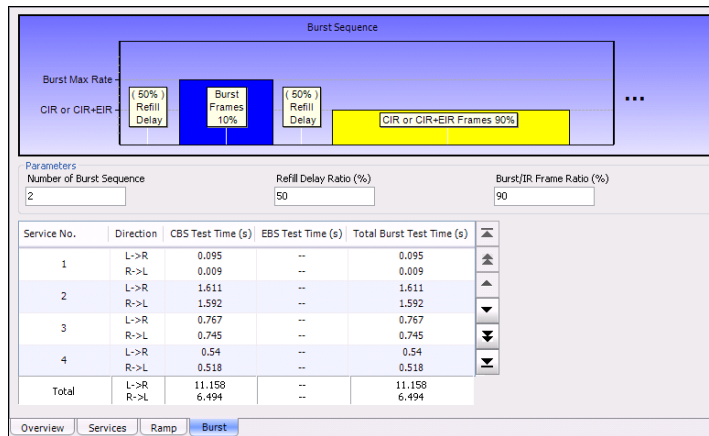 Burst Sequence
Burst Max Rate
CIR or CIR+EIR
( 50% )
Refill
Delay
Burst
Frames
10%
( 50% )
Refill
Delay
CIR or CIR+EIR Frames 90%
...
Parameters
Number of Burst Sequence Refill Delay Ratio (%) Burst/IR Frame Ratio (%)
2 50 90
Service No. Direction CBS Test Time (s) EBS Test Time (s) Total Burst Test Time (s)
1 L->R 0.095 -- 0.095
R->L 0.009 -- 0.009
2 L->R 1.611 -- 1.611
R->L 1.592 -- 1.592
3 L->R 0.767 -- 0.767
R->L 0.745 -- 0.745
4 L->R 0.54 -- 0.54
R->L 0.518 -- 0.518
Total L->R 11.158 -- 11.158
R->L 6.494 -- 6.494
Overview Services Ramp Burst